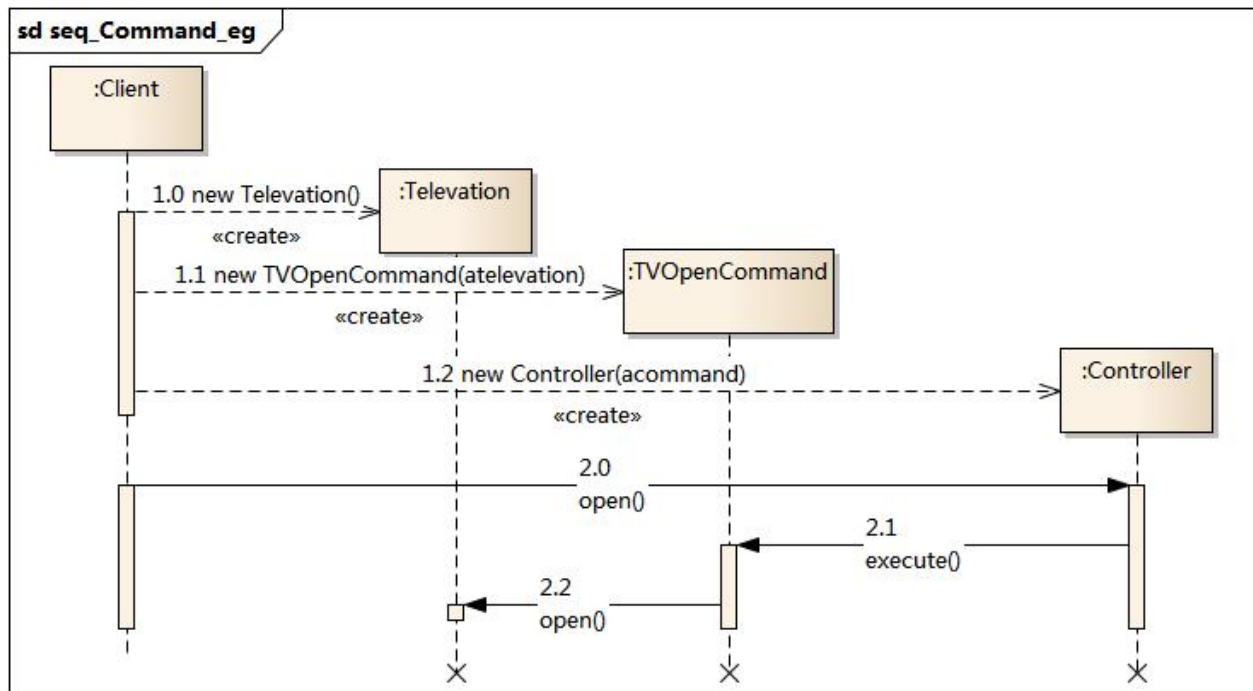 sd seq_Command_eg
:Client
:Televation
1.0 new Televation()
«create»
:TVOpenCommand
1.1 new TVOpenCommand(atelevation)
«create»
:Controller
1.2 new Controller(acommand)
«create»
2.0
open()
2.1
execute()
2.2
open()